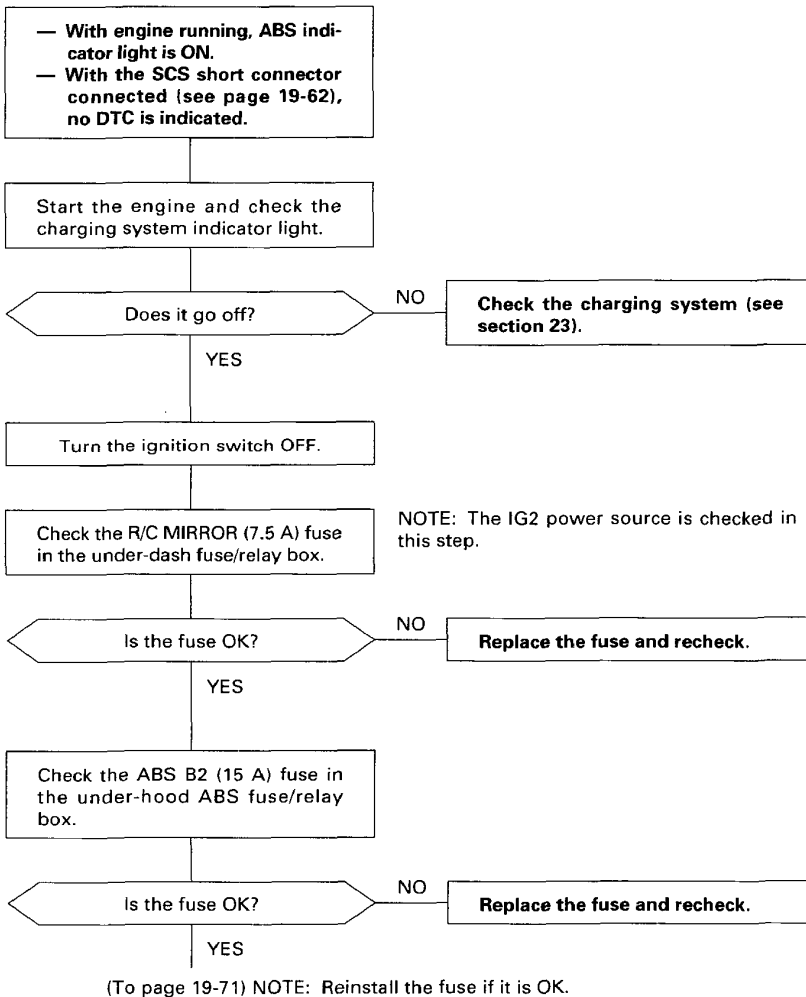 — With engine running, ABS indi-
cator light is ON.
— With the SCS short connector
connected (see page 19-62),
no DTC is indicated.
Start the engine and check the
charging system indicator light.
Does it go off?
NO
Check the charging system (see
section 23).
YES
Turn the ignition switch OFF.
Check the R/C MIRROR (7.5 A) fuse
in the under-dash fuse/relay box.
NOTE: The IG2 power source is checked in
this step.
Is the fuse OK?
NO
Replace the fuse and recheck.
YES
Check the ABS B2 (15 A) fuse in
the under-hood ABS fuse/relay
box.
Is the fuse OK?
NO
Replace the fuse and recheck.
YES
(To page 19-71) NOTE: Reinstall the fuse if it is OK.